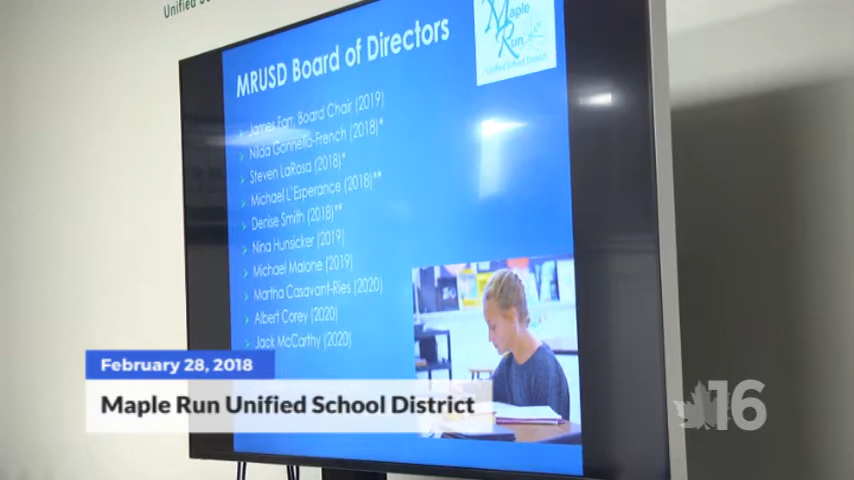 Unified
MRUSD Board of Directors
Maple
Run
Unified School District
James Farr, Board Chair (2019)
Nilda Gonnella-French (2018)*
Steven LaRosa (2018)*
Michael L'Esperance (2018)**
Denise Smith (2018)**
Nina Hunsicker (2019)
Michael Malone (2019)
Martha Casavant-Ries (2020)
Albert Corey (2020)
Jack McCarthy (2020)
February 28, 2018
Maple Run Unified School District
16